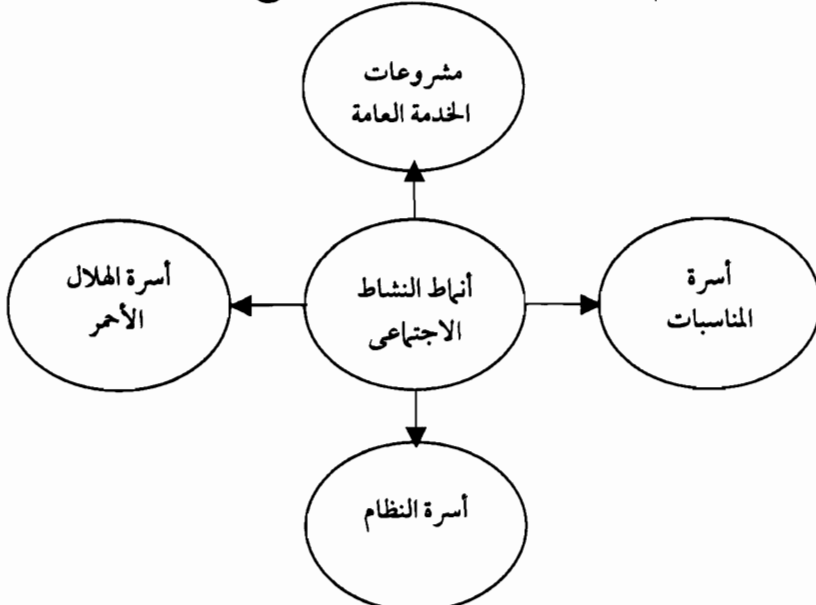 مشروعات
الخدمة العامة
أسرة
المناسبات
أنماط النشاط
الاجتماعى
أسرة الهلال
الأحمر
أسرة النظام